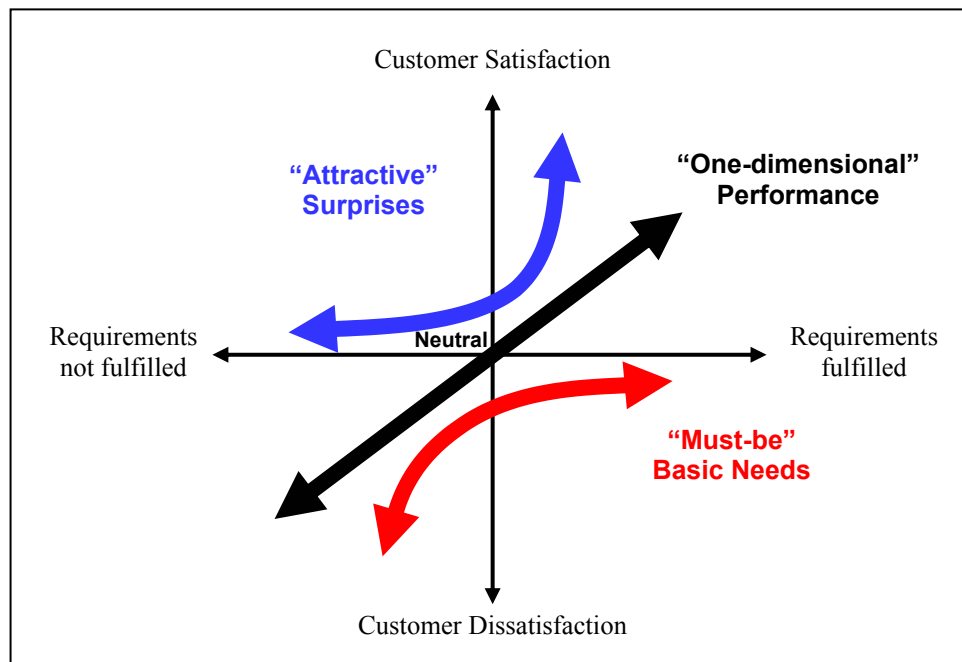 Customer Satisfaction
“Attractive”
Surprises
“One-dimensional”
Performance
Requirements
not fulfilled
Neutral
Requirements
fulfilled
“Must-be”
Basic Needs
Customer Dissatisfaction